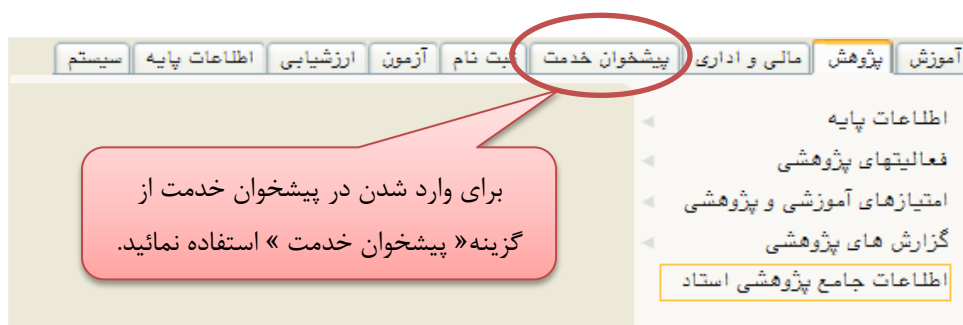 آموزش پژوهش مالی و اداری پیشخوان خدمت ثبت نام آزمون ارزشیابی اطلاعات پایه سیستم
اطلاعات پایه
فعالیتهای پژوهشی
امتیازهای آموزشی و پژوهشی
گزارش های پژوهشی
اطلاعات جامع پژوهشی استاد
برای وارد شدن در پیشخوان خدمت از
گزینه« پیشخوان خدمت » استفاده نمائید.